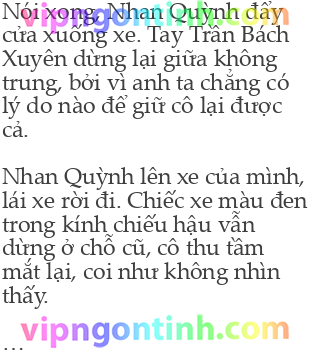 Nói xong, Nhan Quỳnh đẩy
vipngontinh.com
cửa xuống xe. Tay Trần Bách
Xuyên dừng lại giữa không
trung, bởi vì anh ta chẳng có
lý do nào để giữ cô lại được
cả.
Nhan Quỳnh lên xe của mình,
lái xe rời đi. Chiếc xe màu đen
trong kính chiếu hậu vẫn
dừng ở chỗ cũ, cô thu tầm
mắt lại, coi như không nhìn
thấy.
vipngontinh.com
...